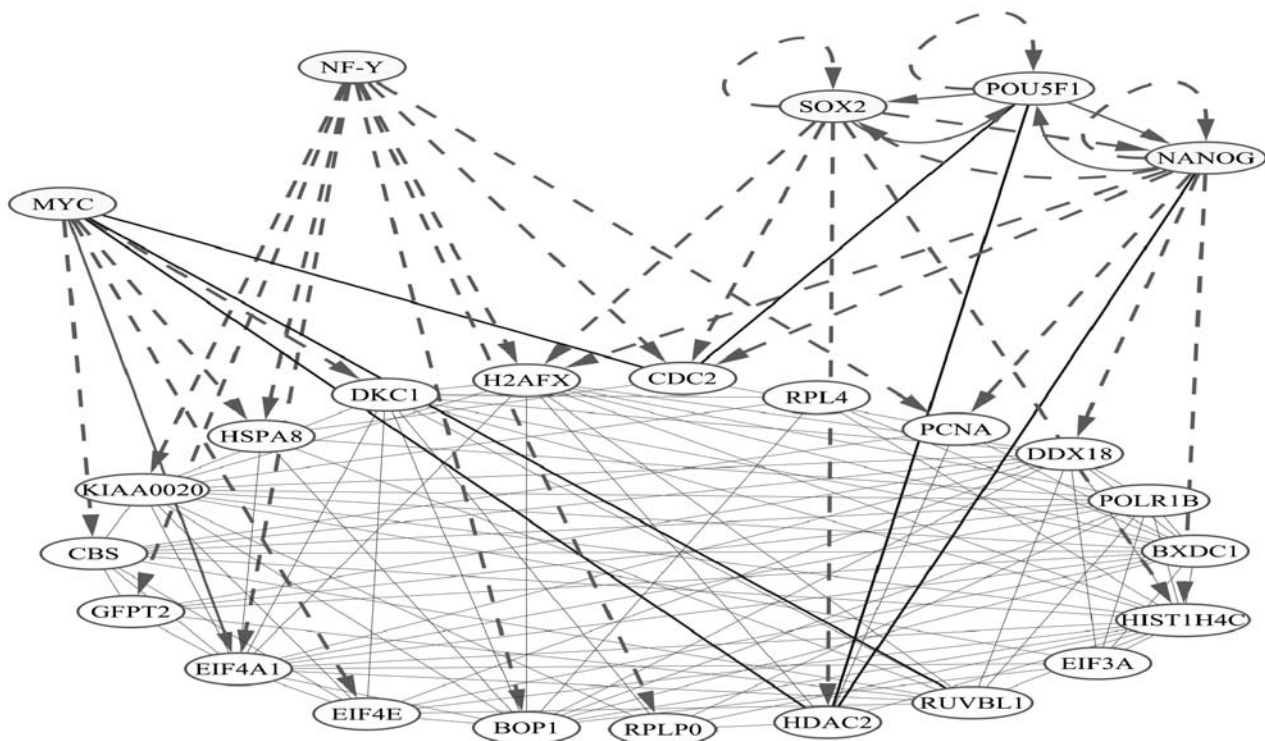 NF-Y
POU5F1
SOX2
NANOG
MYC
H2AFX
CDC2
DKC1
RPL4
HSPA8
PCNA
DDX18
KIAA0020
POLR1B
CBS
BXDC1
GFPT2
HIST1H4C
EIF4A1
EIF3A
EIF4E
RUVBL1
BOP1
RPLP0
HDAC2